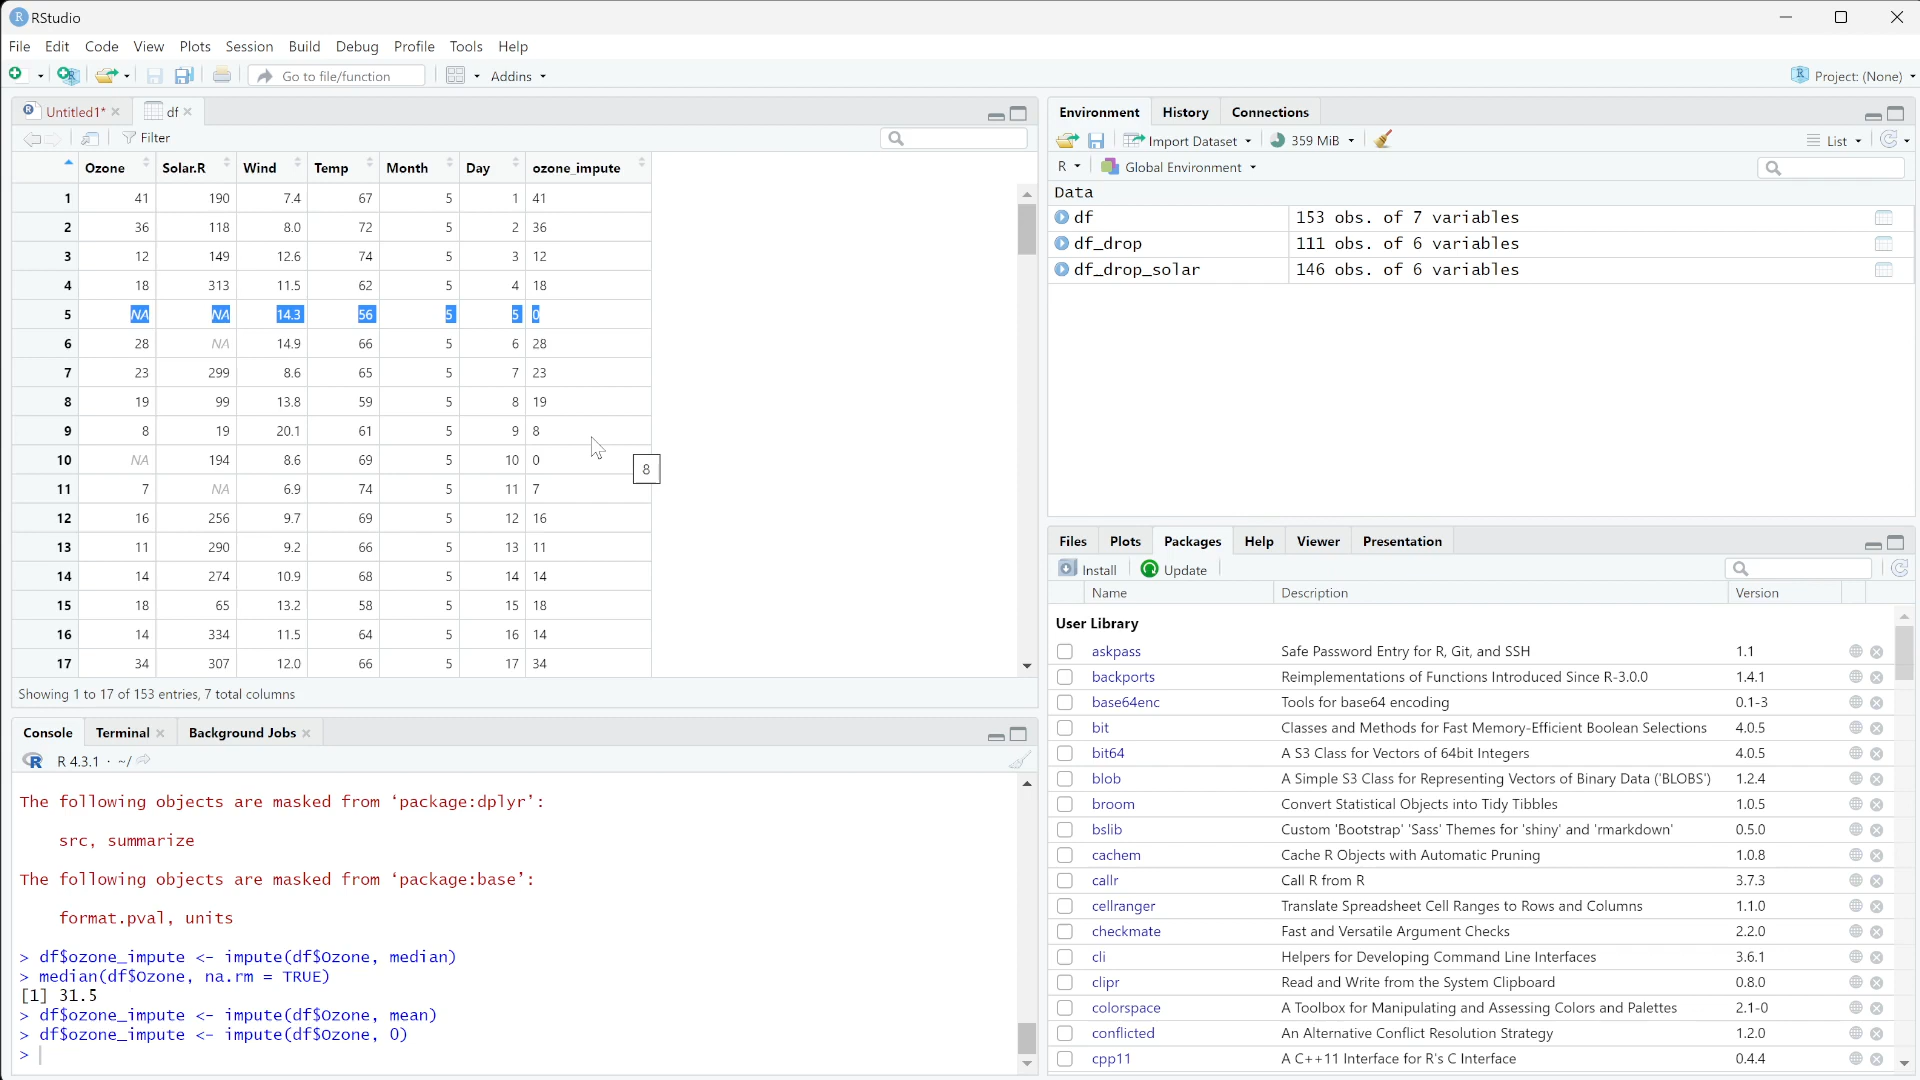 RStudio
File Edit Code View Plots Session Build Debug Profile Tools Help
Go to file/function Addins Project: (None)
Untitled1* df
Filter
Ozone Solar.R Wind Temp Month Day ozone_impute
1 41 190 7.4 67 5 1 41
2 36 118 8.0 72 5 2 36
3 12 149 12.6 74 5 3 12
4 18 313 11.5 62 5 4 18
5 NA NA 14.3 56 5 5 0
6 28 NA 14.9 66 5 6 28
7 23 299 8.6 65 5 7 23
8 19 99 13.8 59 5 8 19
9 8 19 20.1 61 5 9 8
10 NA 194 8.6 69 5 10 0
8
11 7 NA 6.9 74 5 11 7
12 16 256 9.7 69 5 12 16
13 11 290 9.2 66 5 13 11
14 14 274 10.9 68 5 14 14
15 18 65 13.2 58 5 15 18
16 14 334 11.5 64 5 16 14
17 34 307 12.0 66 5 17 34
Showing 1 to 17 of 153 entries, 7 total columns
Console Terminal Background Jobs
R 4.3.1 · ~/
The following objects are masked from ‘package:dplyr’:
src, summarize
The following objects are masked from ‘package:base’:
format.pval, units
> df$ozone_impute <- impute(df$Ozone, median)
> median(df$Ozone, na.rm = TRUE)
[1] 31.5
> df$ozone_impute <- impute(df$Ozone, mean)
> df$ozone_impute <- impute(df$Ozone, 0)
>
Environment History Connections
Import Dataset 359 MiB List
R Global Environment
Data
df 153 obs. of 7 variables
df_drop 111 obs. of 6 variables
df_drop_solar 146 obs. of 6 variables
Files Plots Packages Help Viewer Presentation
Install Update
Name Description Version
User Library
askpass Safe Password Entry for R, Git, and SSH 1.1
backports Reimplementations of Functions Introduced Since R-3.0.0 1.4.1
base64enc Tools for base64 encoding 0.1-3
bit Classes and Methods for Fast Memory-Efficient Boolean Selections 4.0.5
bit64 A S3 Class for Vectors of 64bit Integers 4.0.5
blob A Simple S3 Class for Representing Vectors of Binary Data ('BLOBS') 1.2.4
broom Convert Statistical Objects into Tidy Tibbles 1.0.5
bslib Custom 'Bootstrap' 'Sass' Themes for 'shiny' and 'rmarkdown' 0.5.0
cachem Cache R Objects with Automatic Pruning 1.0.8
callr Call R from R 3.7.3
cellranger Translate Spreadsheet Cell Ranges to Rows and Columns 1.1.0
checkmate Fast and Versatile Argument Checks 2.2.0
cli Helpers for Developing Command Line Interfaces 3.6.1
clipr Read and Write from the System Clipboard 0.8.0
colorspace A Toolbox for Manipulating and Assessing Colors and Palettes 2.1-0
conflicted An Alternative Conflict Resolution Strategy 1.2.0
cpp11 A C++11 Interface for R's C Interface 0.4.4